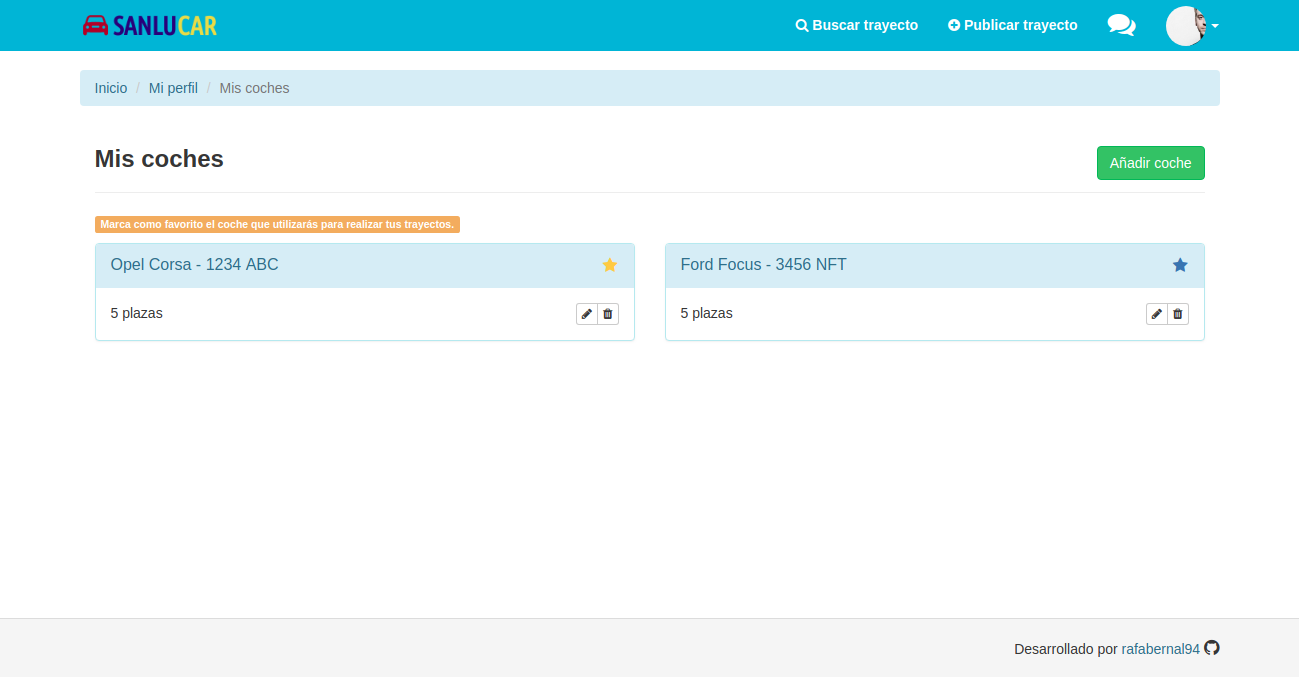 SANLUCAR
Buscar trayecto
Publicar trayecto
Inicio / Mi perfil / Mis coches
Mis coches
Añadir coche
Marca como favorito el coche que utilizarás para realizar tus trayectos.
Opel Corsa - 1234 ABC
5 plazas
Ford Focus - 3456 NFT
5 plazas
Desarrollado por rafabernal94